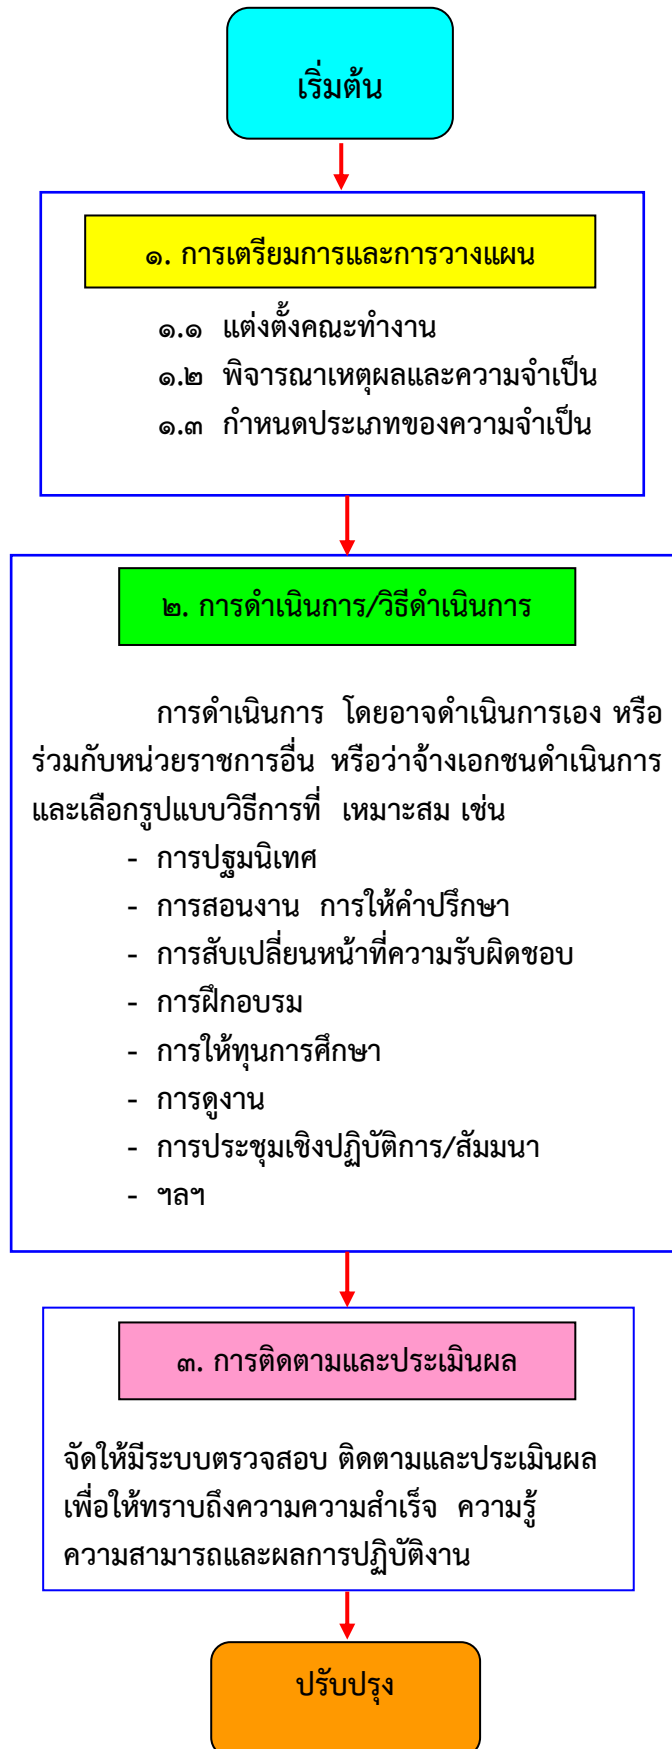 เริ่มต้น
๑. การเตรียมการและการวางแผน
๑.๑ แต่งตั้งคณะทำงาน
๑.๒ พิจารณาเหตุผลและความจำเป็น
๑.๓ กำหนดประเภทของความจำเป็น
๒. การดำเนินการ/วิธีดำเนินการ
การดำเนินการ โดยอาจดำเนินการเอง หรือ
ร่วมกับหน่วยราชการอื่น หรือว่าจ้างเอกชนดำเนินการ
และเลือกรูปแบบวิธีการที่ เหมาะสม เช่น
- การปฐมนิเทศ
- การสอนงาน การให้คำปรึกษา
- การสับเปลี่ยนหน้าที่ความรับผิดชอบ
- การฝึกอบรม
- การให้ทุนการศึกษา
- การดูงาน
- การประชุมเชิงปฏิบัติการ/สัมมนา
- ฯลฯ
๓. การติดตามและประเมินผล
จัดให้มีระบบตรวจสอบ ติดตามและประเมินผล
เพื่อให้ทราบถึงความความสำเร็จ ความรู้
ความสามารถและผลการปฏิบัติงาน
ปรับปรุง